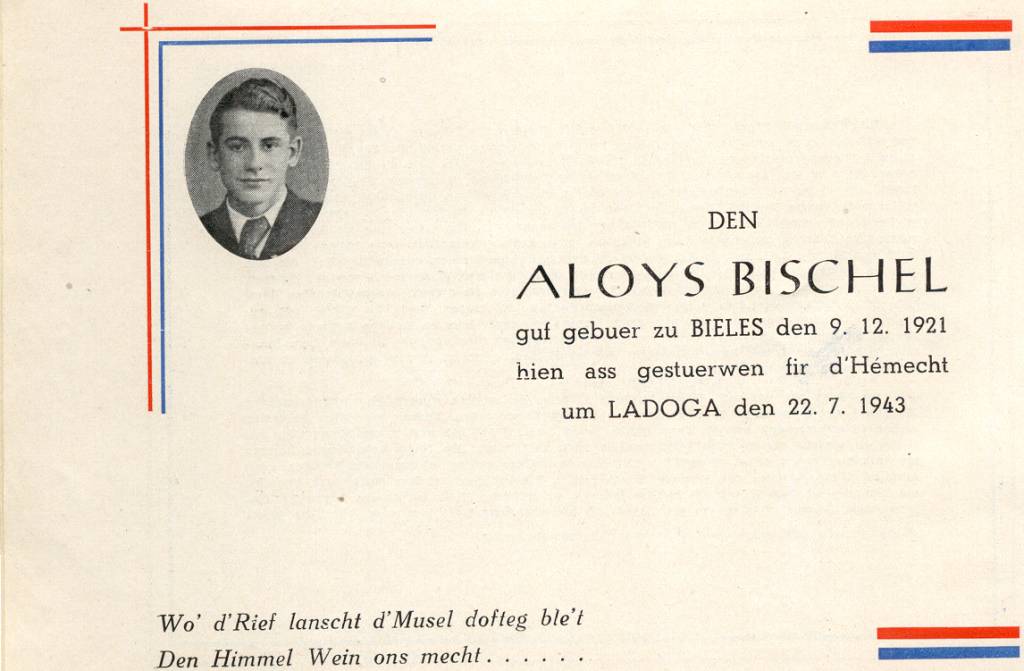 DEN
ALOYS BISCHEL
guf gebuer zu BIELES den 9. 12. 1921
hien ass gestuerwen fir d'Hémecht
um LADOGA den 22. 7. 1943
Wo' d'Rief lanscht d'Musel dofteg ble't
Den Himmel Wein ons mecht . . . . . .